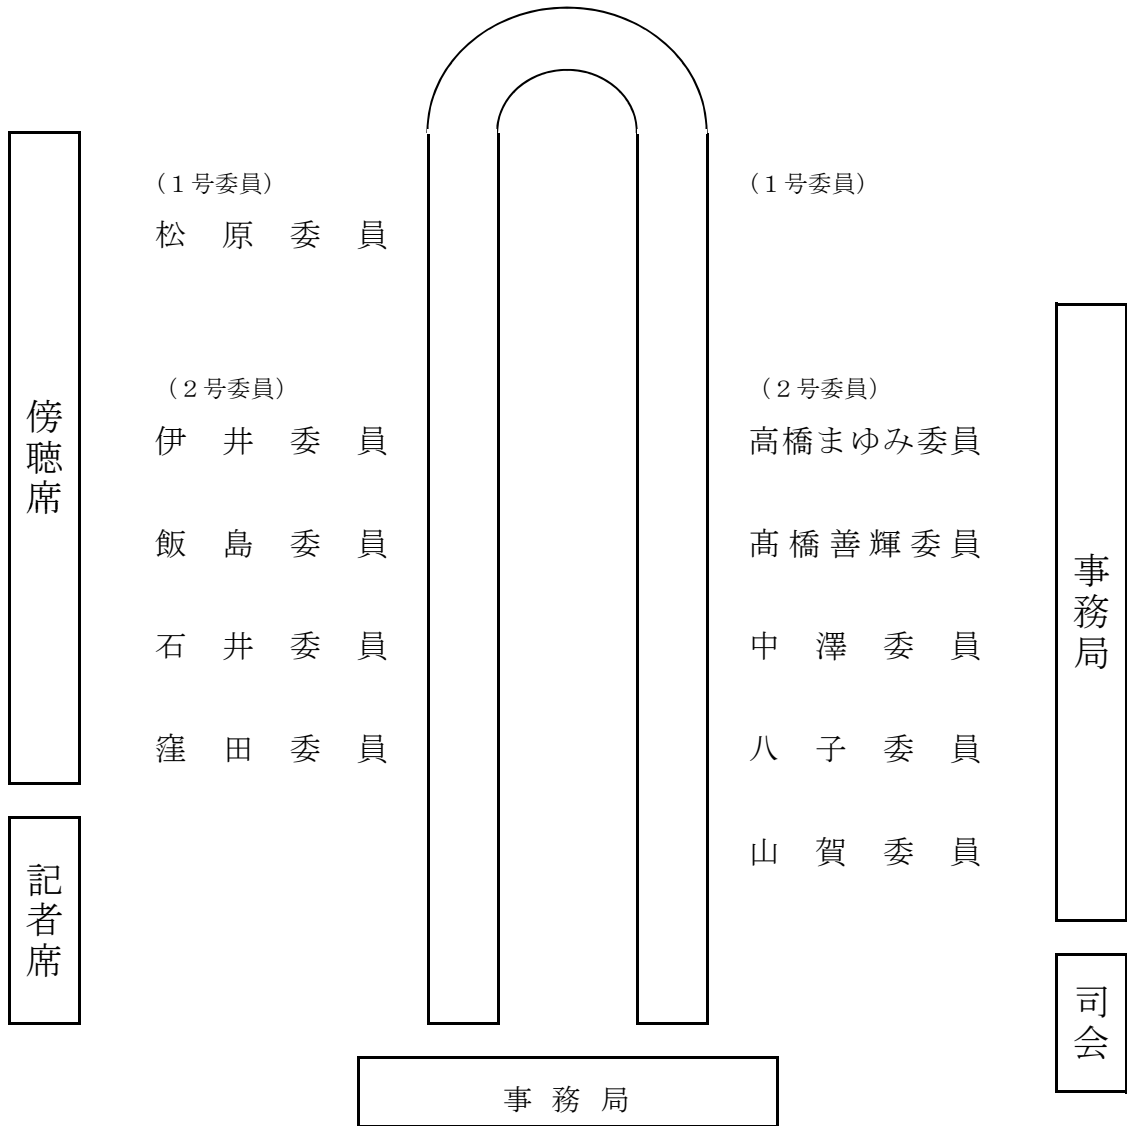 （１号委員）
松原委員
（２号委員）
伊井委員
飯島委員
石井委員
窪田委員
（１号委員）
（２号委員）
高橋まゆみ委員
髙橋善輝委員
中澤委員
八子委員
山賀委員
傍聴席
記者席
事務局
司会
事務局